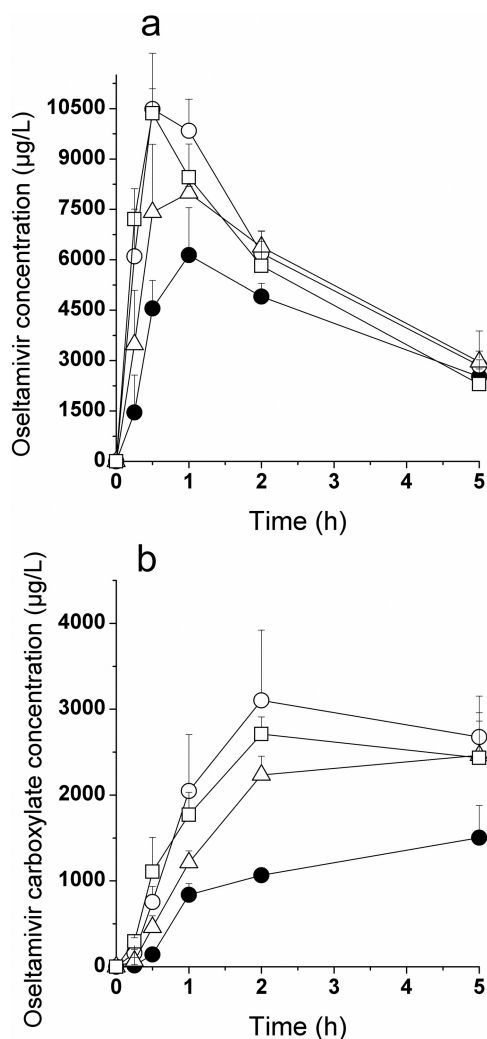 a
Oseltamivir concentration (µg/L)
10500
9000
7500
6000
4500
3000
1500
0
0 1 2 3 4 5
Time (h)
b
Oseltamivir carboxylate concentration (µg/L)
4000
3000
2000
1000
0
0 1 2 3 4 5
Time (h)